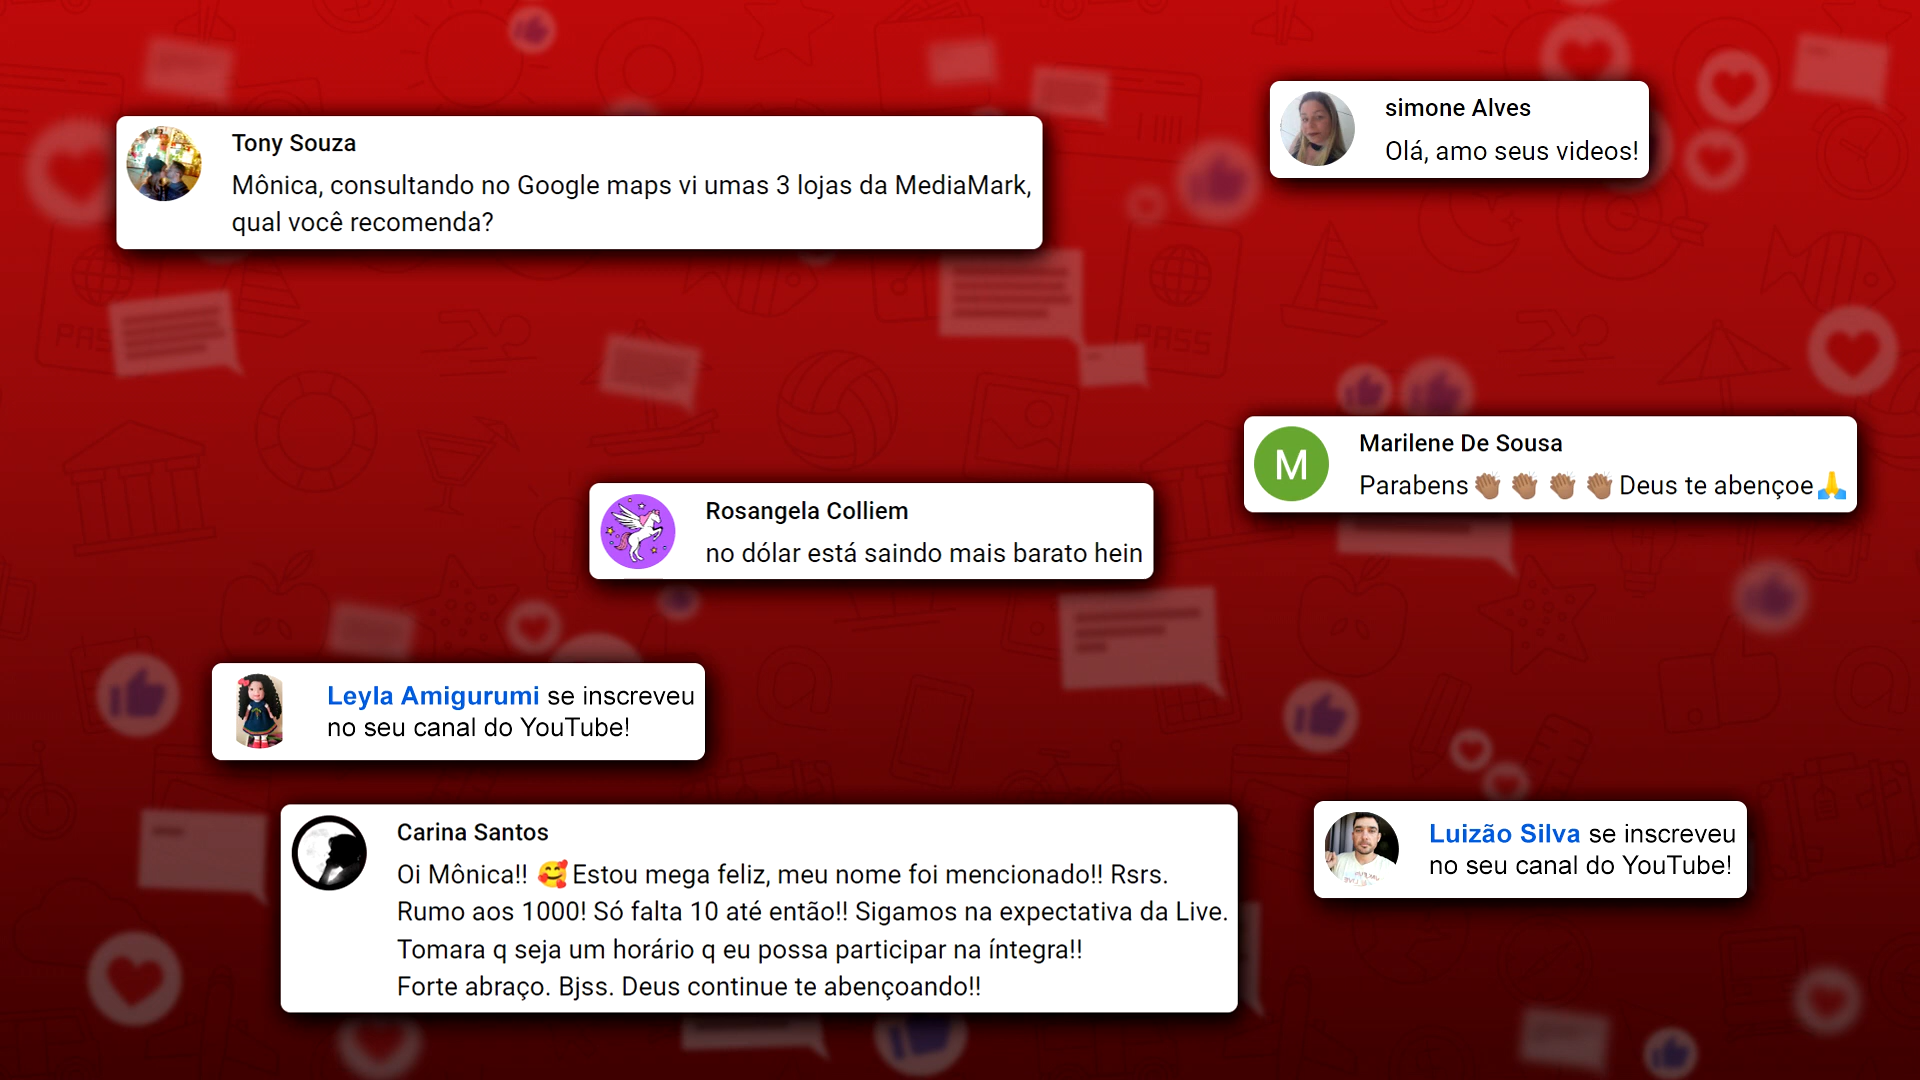 Tony Souza
Mônica, consultando no Google maps vi umas 3 lojas da MediaMark,
qual você recomenda?
simone Alves
Olá, amo seus videos!
M
Marilene De Sousa
Parabens👏🏽👏🏽👏🏽👏🏽Deus te abençoe🙏
Rosangela Colliem
no dólar está saindo mais barato hein
Leyla Amigurumi se inscreveu
no seu canal do YouTube!
Carina Santos
Oi Mônica!! 🥰Estou mega feliz, meu nome foi mencionado!! Rsrs.
Rumo aos 1000! Só falta 10 até então!! Sigamos na expectativa da Live.
Tomara q seja um horário q eu possa participar na íntegra!!
Forte abraço. Bjss. Deus continue te abençoando!!
Luizão Silva se inscreveu
no seu canal do YouTube!
PASS
PASS